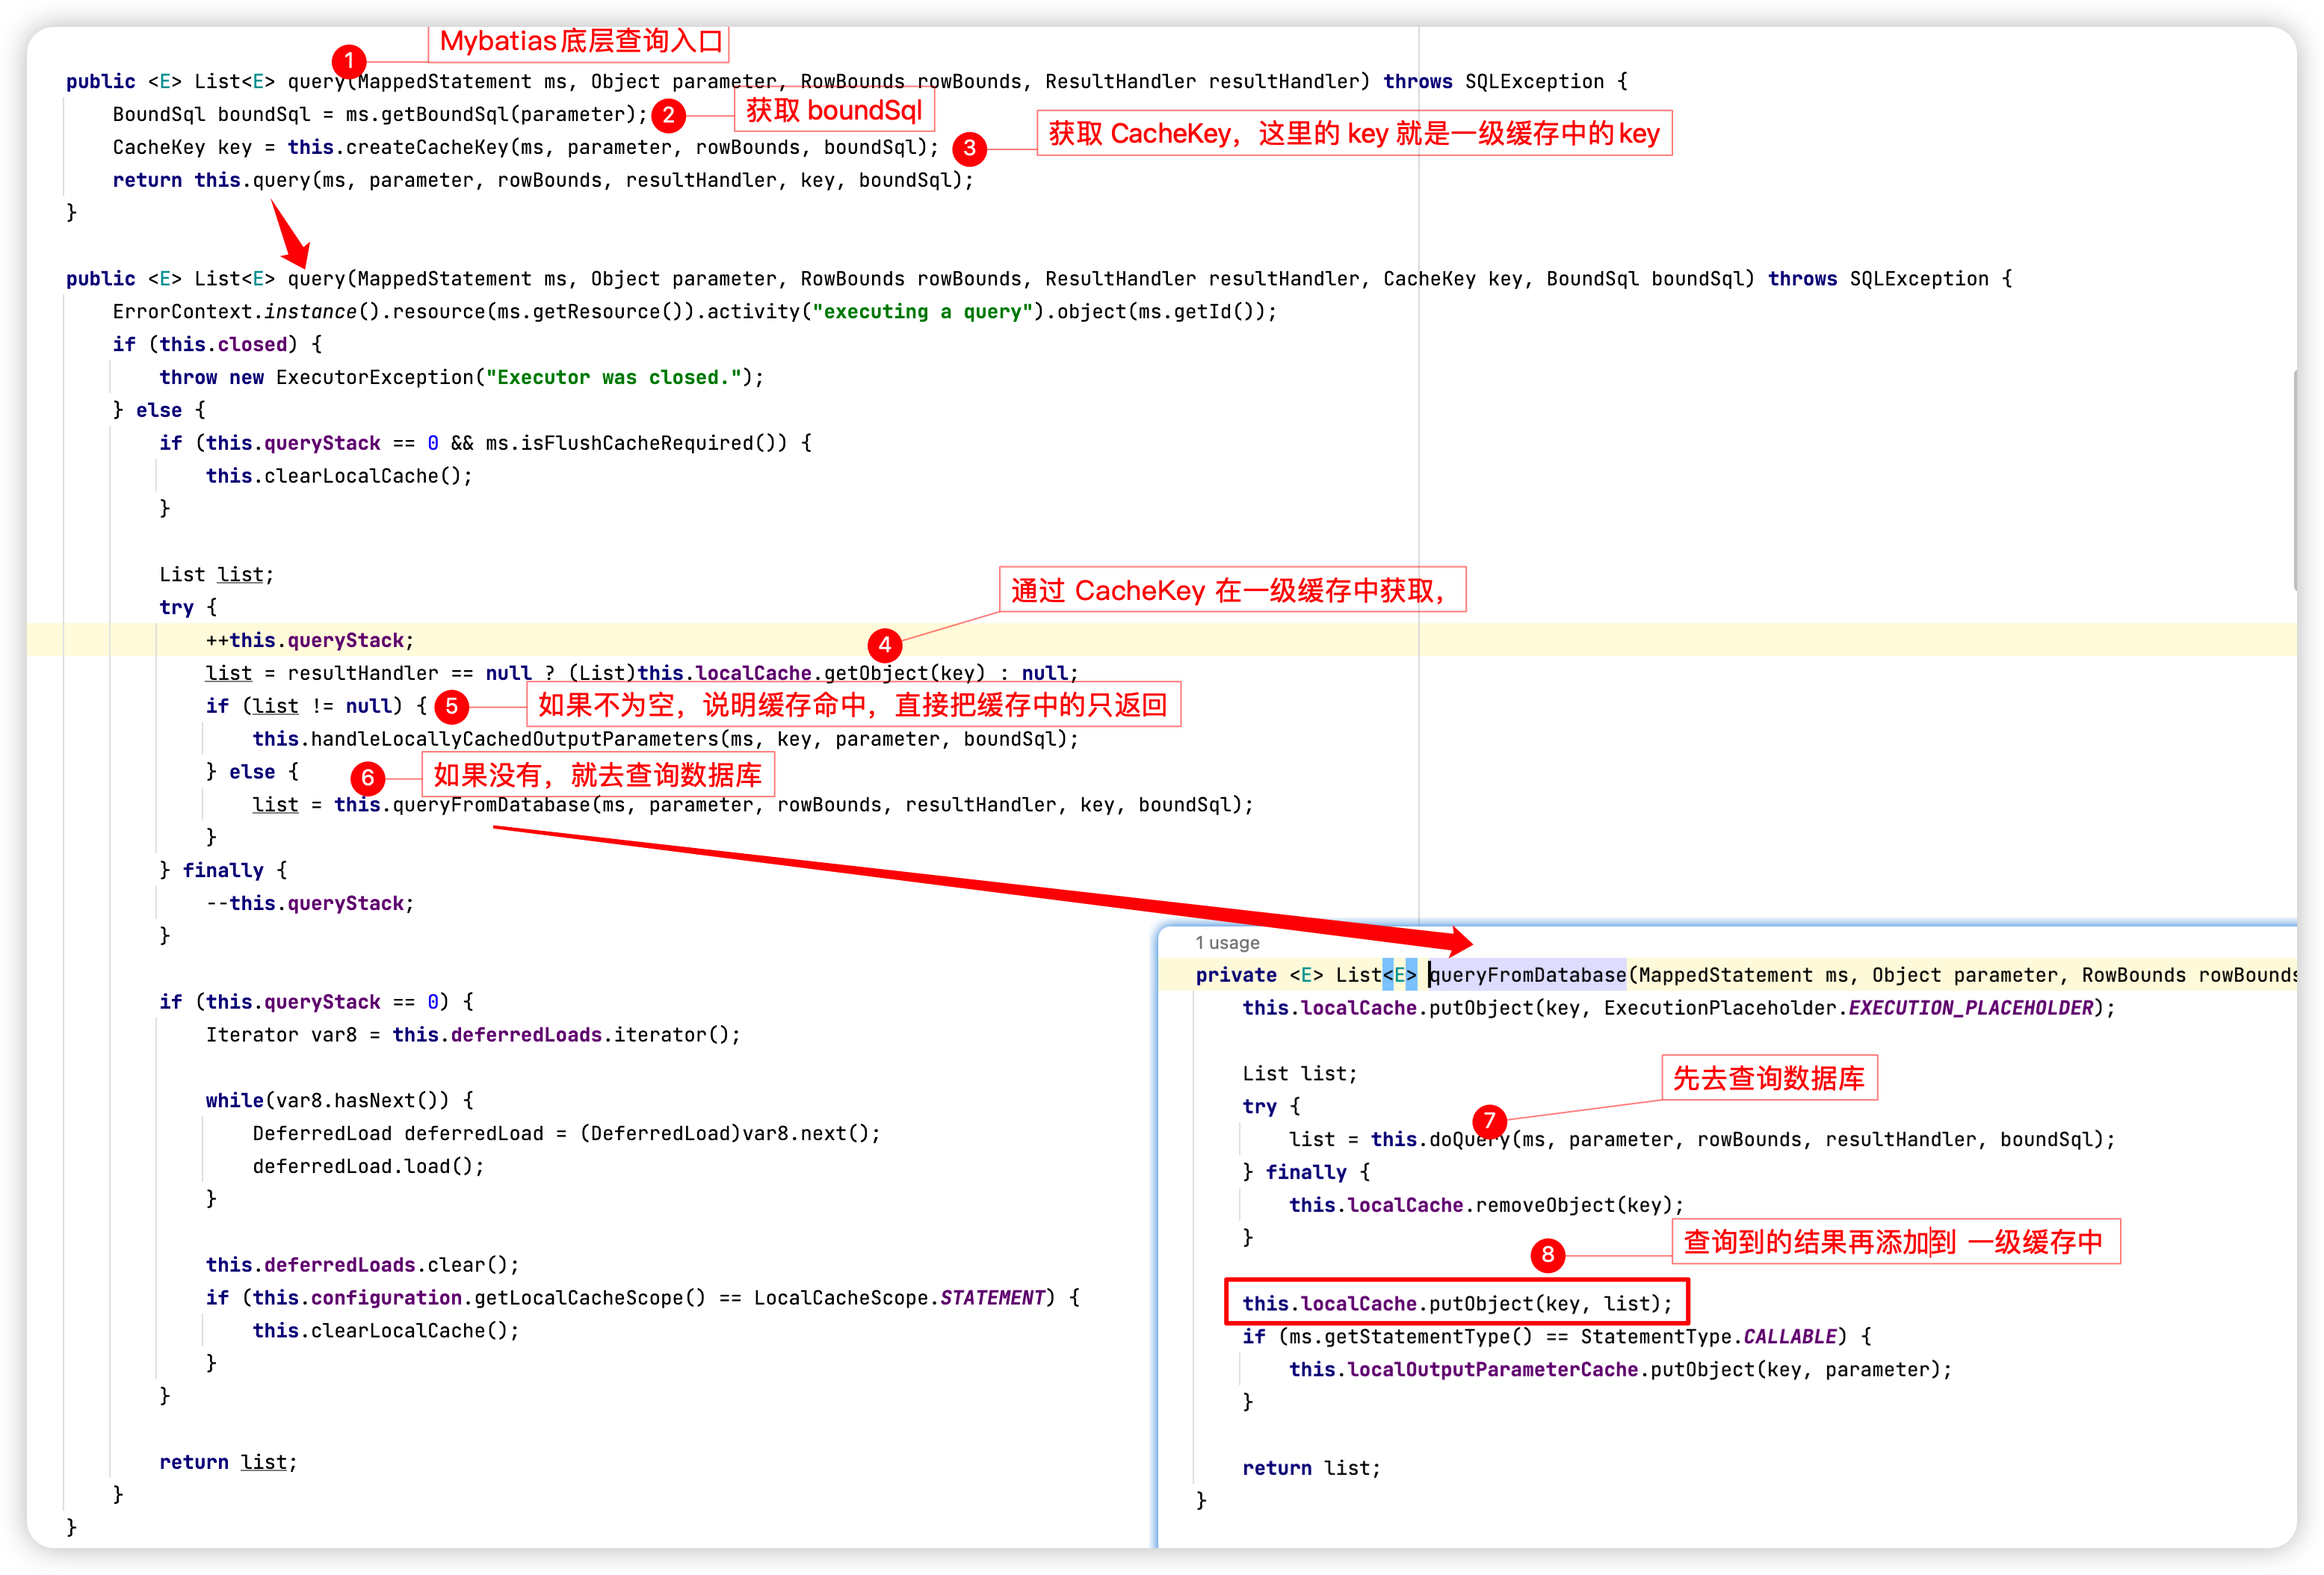 Mybatias底层查询入口
1
public <E> List<E> query(MappedStatement ms, Object parameter, RowBounds rowBounds, ResultHandler resultHandler) throws SQLException {
BoundSql boundSql = ms.getBoundSql(parameter);
2
获取 boundSql
CacheKey key = this.createCacheKey(ms, parameter, rowBounds, boundSql);
3
获取 CacheKey，这里的 key 就是一级缓存中的key
return this.query(ms, parameter, rowBounds, resultHandler, key, boundSql);
}
public <E> List<E> query(MappedStatement ms, Object parameter, RowBounds rowBounds, ResultHandler resultHandler, CacheKey key, BoundSql boundSql) throws SQLException {
ErrorContext.instance().resource(ms.getResource()).activity("executing a query").object(ms.getId());
if (this.closed) {
throw new ExecutorException("Executor was closed.");
} else {
if (this.queryStack == 0 && ms.isFlushCacheRequired()) {
this.clearLocalCache();
}
List list;
try {
通过 CacheKey 在一级缓存中获取，
++this.queryStack;
4
list = resultHandler == null ? (List)this.localCache.getObject(key) : null;
if (list != null) {
5
如果不为空，说明缓存命中，直接把缓存中的只返回
this.handleLocallyCachedOutputParameters(ms, key, parameter, boundSql);
} else {
6
如果没有，就去查询数据库
list = this.queryFromDatabase(ms, parameter, rowBounds, resultHandler, key, boundSql);
}
} finally {
--this.queryStack;
}
if (this.queryStack == 0) {
Iterator var8 = this.deferredLoads.iterator();
while(var8.hasNext()) {
DeferredLoad deferredLoad = (DeferredLoad)var8.next();
deferredLoad.load();
}
this.deferredLoads.clear();
if (this.configuration.getLocalCacheScope() == LocalCacheScope.STATEMENT) {
this.clearLocalCache();
}
}
return list;
}
}
1 usage
private <E> List<E> queryFromDatabase(MappedStatement ms, Object parameter, RowBounds rowBounds
this.localCache.putObject(key, ExecutionPlaceholder.EXECUTION_PLACEHOLDER);
List list;
先去查询数据库
try {
7
list = this.doQuery(ms, parameter, rowBounds, resultHandler, boundSql);
} finally {
this.localCache.removeObject(key);
}
8
查询到的结果再添加到 一级缓存中
this.localCache.putObject(key, list);
if (ms.getStatementType() == StatementType.CALLABLE) {
this.localOutputParameterCache.putObject(key, parameter);
}
return list;
}